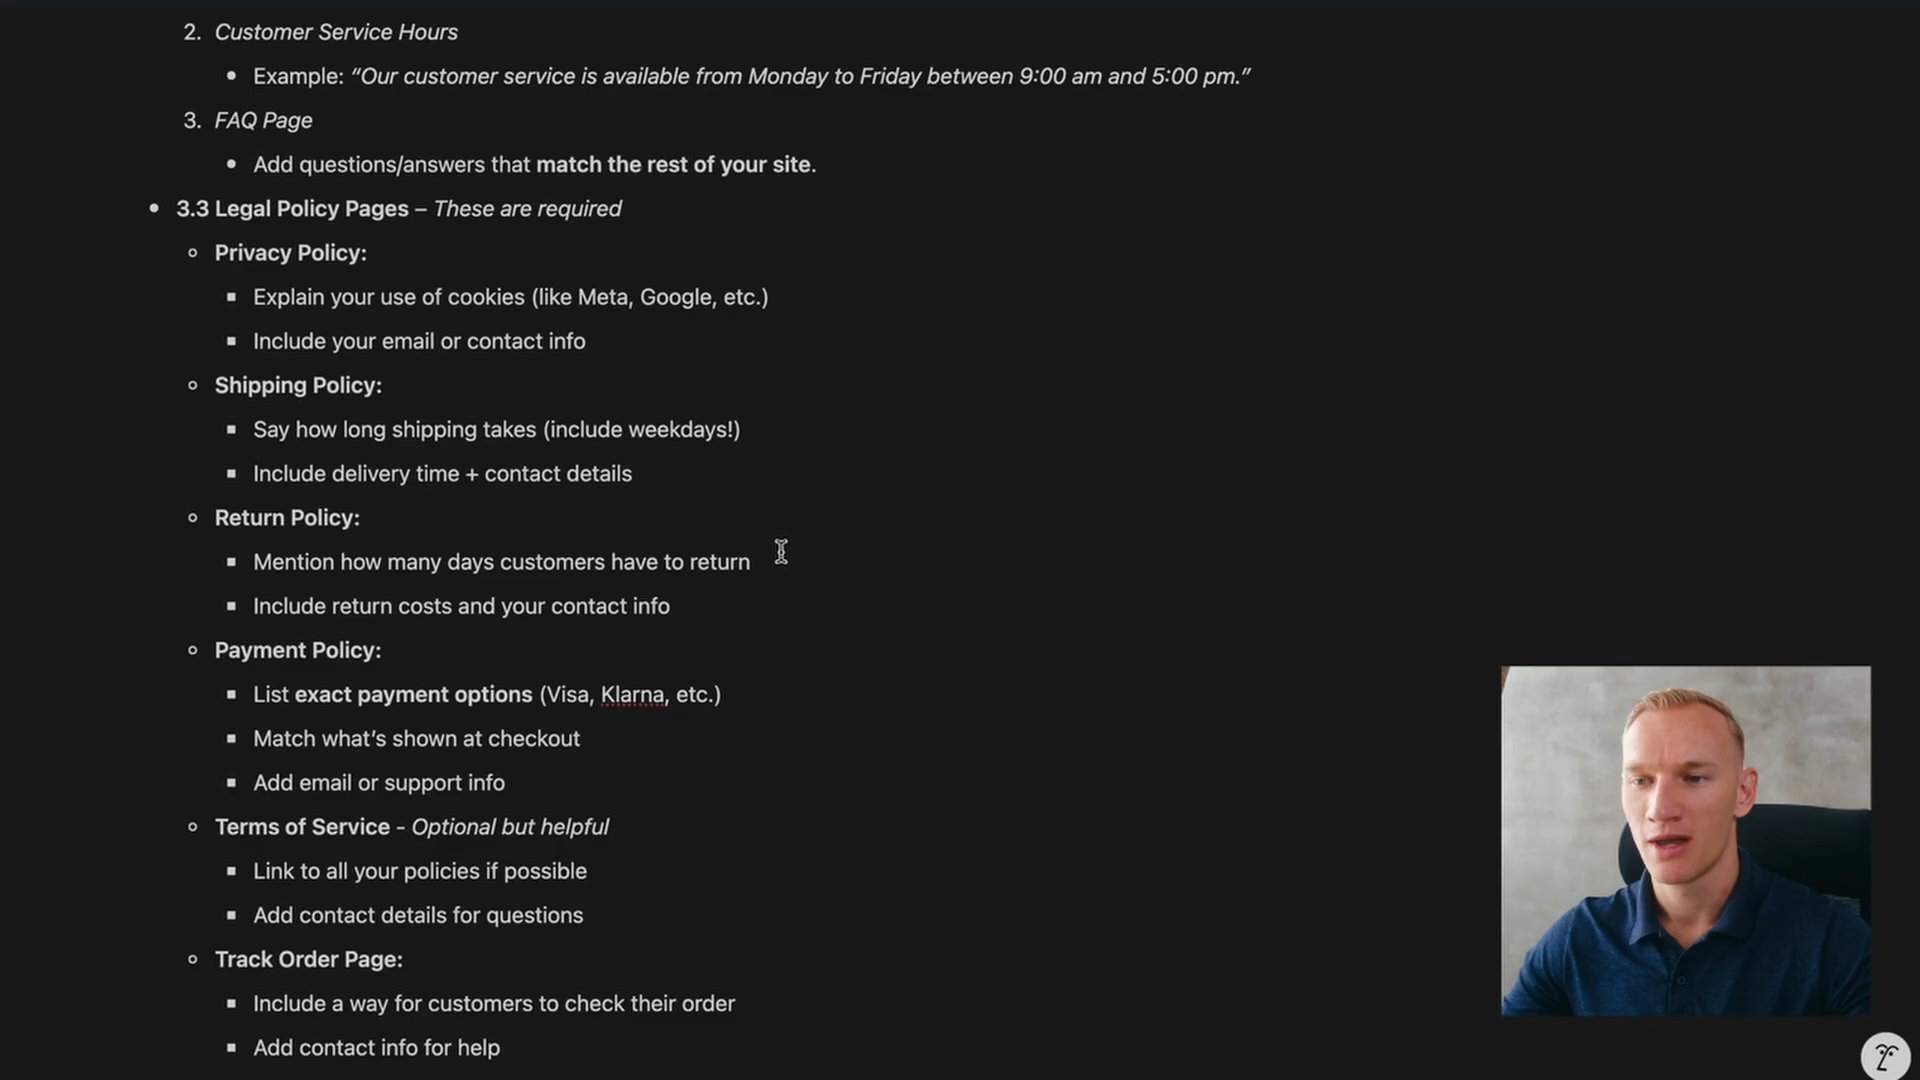 2. Customer Service Hours
• Example: “Our customer service is available from Monday to Friday between 9:00 am and 5:00 pm.”
3. FAQ Page
• Add questions/answers that match the rest of your site.
• 3.3 Legal Policy Pages – These are required
◦ Privacy Policy:
▪ Explain your use of cookies (like Meta, Google, etc.)
▪ Include your email or contact info
◦ Shipping Policy:
▪ Say how long shipping takes (include weekdays!)
▪ Include delivery time + contact details
◦ Return Policy:
▪ Mention how many days customers have to return
▪ Include return costs and your contact info
◦ Payment Policy:
▪ List exact payment options (Visa, Klarna, etc.)
▪ Match what’s shown at checkout
▪ Add email or support info
◦ Terms of Service - Optional but helpful
▪ Link to all your policies if possible
▪ Add contact details for questions
◦ Track Order Page:
▪ Include a way for customers to check their order
▪ Add contact info for help